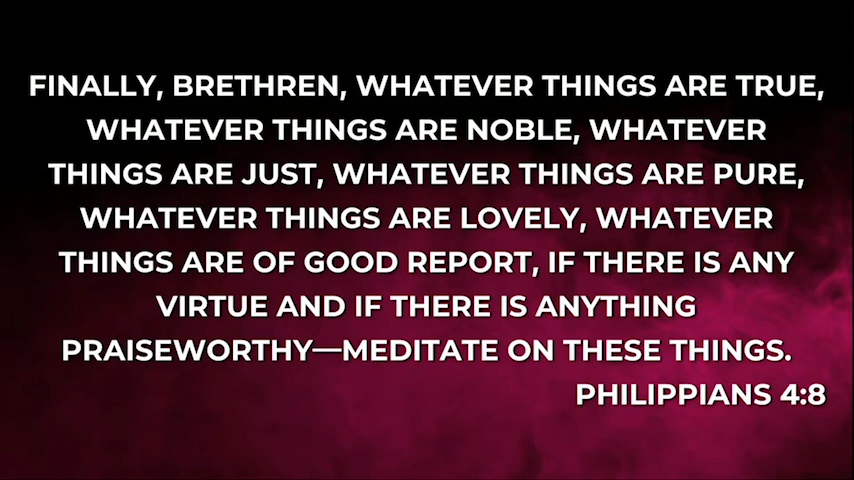 FINALLY, BRETHREN, WHATEVER THINGS ARE TRUE,
WHATEVER THINGS ARE NOBLE, WHATEVER
THINGS ARE JUST, WHATEVER THINGS ARE PURE,
WHATEVER THINGS ARE LOVELY, WHATEVER
THINGS ARE OF GOOD REPORT, IF THERE IS ANY
VIRTUE AND IF THERE IS ANYTHING
PRAISEWORTHY—MEDITATE ON THESE THINGS.
PHILIPPIANS 4:8